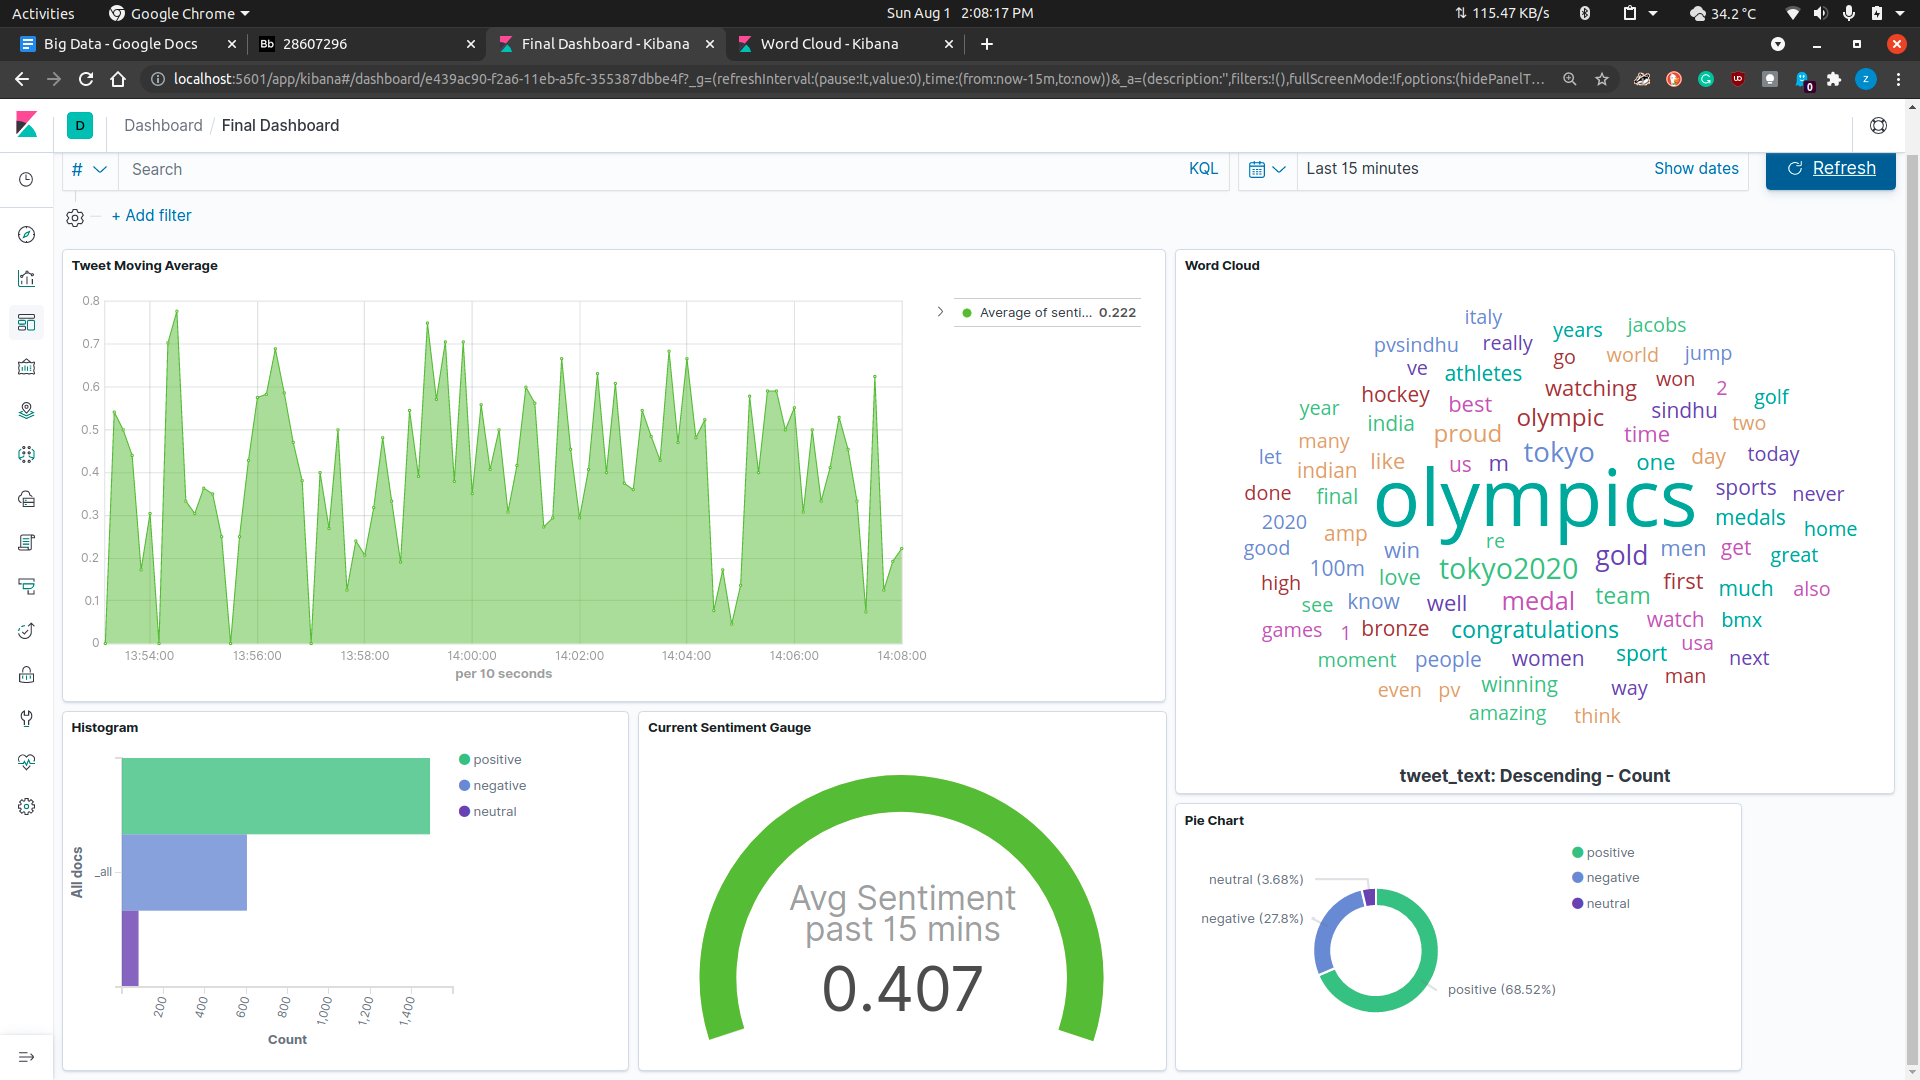 Activities Google Chrome Sun Aug 1 2:08:17 PM 115.47 KB/s 34.2 °C
Big Data - Google Docs Bb 28607296 Final Dashboard - Kibana Word Cloud - Kibana
localhost:5601/app/kibana#/dashboard/e439ac90-f2a6-11eb-a5fc-355387dbbe4f?_g=(refreshInterval:(pause:!t,value:0),time:(from:now-15m,to:now))&_a=(description:'',filters:!(),fullScreenMode:!f,options:(hidePanelT... 0 Z
D Dashboard / Final Dashboard
# Search KQL Last 15 minutes Show dates Refresh
+ Add filter
Tweet Moving Average
0.8
0.7
0.6
0.5
0.4
0.3
0.2
0.1
0
13:54:00 13:56:00 13:58:00 14:00:00 14:02:00 14:04:00 14:06:00 14:08:00
per 10 seconds
Average of senti... 0.222
Word Cloud
italy years jacobs
pvsindhu really go world jump
ve athletes watching won 2 golf
year hockey best olympic sindhu two
many india proud time
let indian like us m tokyo one day today
done final olympics sports never
2020 amp re medals home
good 100m win tokyo2020 gold men get great
high love first much also
see know well medal team
games 1 bronze congratulations watch bmx
moment people women sport usa next
even pv winning way man
amazing think
tweet_text: Descending - Count
Histogram
All docs
_all
200 400 600 800 1,000 1,200 1,400
Count
positive
negative
neutral
Current Sentiment Gauge
Avg Sentiment
past 15 mins
0.407
Pie Chart
neutral (3.68%)
negative (27.8%)
positive (68.52%)
positive
negative
neutral